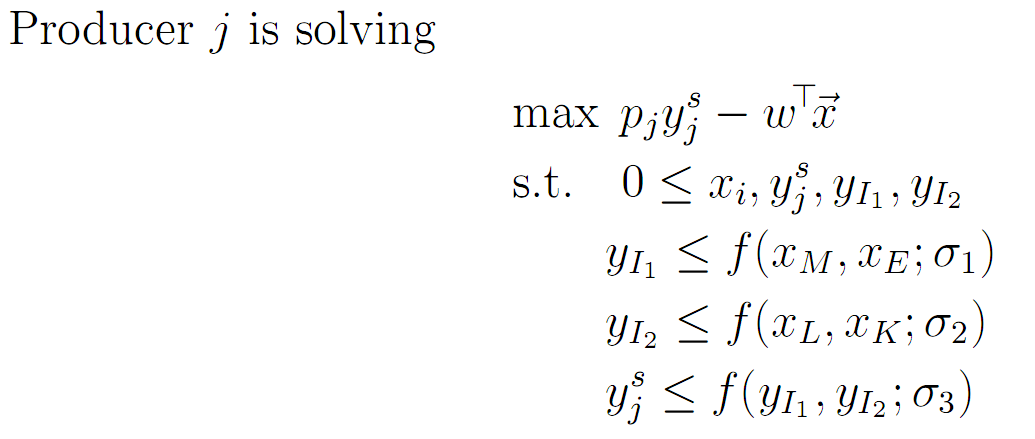 Producer j is solving
max p_j y_j^s − w^⊤ x⃗
s.t. 0 ≤ x_i, y_j^s, y_{I_1}, y_{I_2}
y_{I_1} ≤ f(x_M, x_E; σ_1)
y_{I_2} ≤ f(x_L, x_K; σ_2)
y_j^s ≤ f(y_{I_1}, y_{I_2}; σ_3)